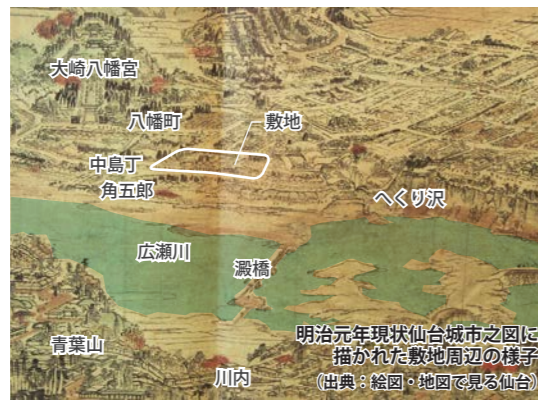 大崎八幡宮
八幡町
敷地
中島丁
角五郎
へくり沢
広瀬川
澱橋
青葉山
川内
明治元年現状仙台城市之図に
描かれた敷地周辺の様子
（出典：絵図・地図で見る仙台）